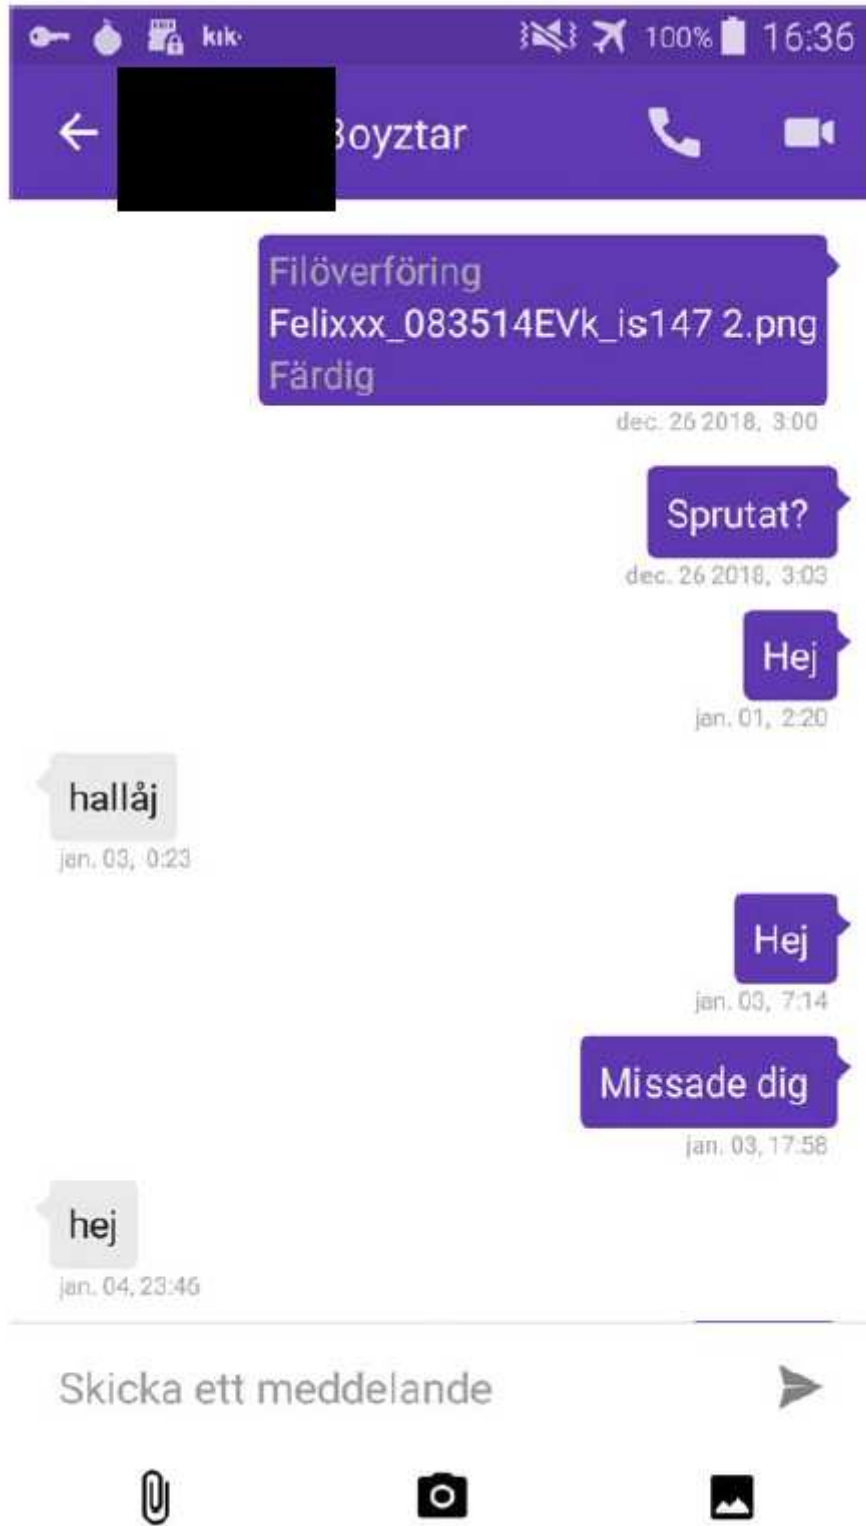 kik·
100% 16:36
Boyztar
Filöverföring
Felixxx_083514EVk_is147 2.png
Färdig
dec. 26 2018, 3:00
Sprutat?
dec. 26 2018, 3:03
Hej
jan. 01, 2:20
hallåj
jan. 03, 0:23
Hej
jan. 03, 7:14
Missade dig
jan. 03, 17:58
hej
jan. 04, 23:46
Skicka ett meddelande